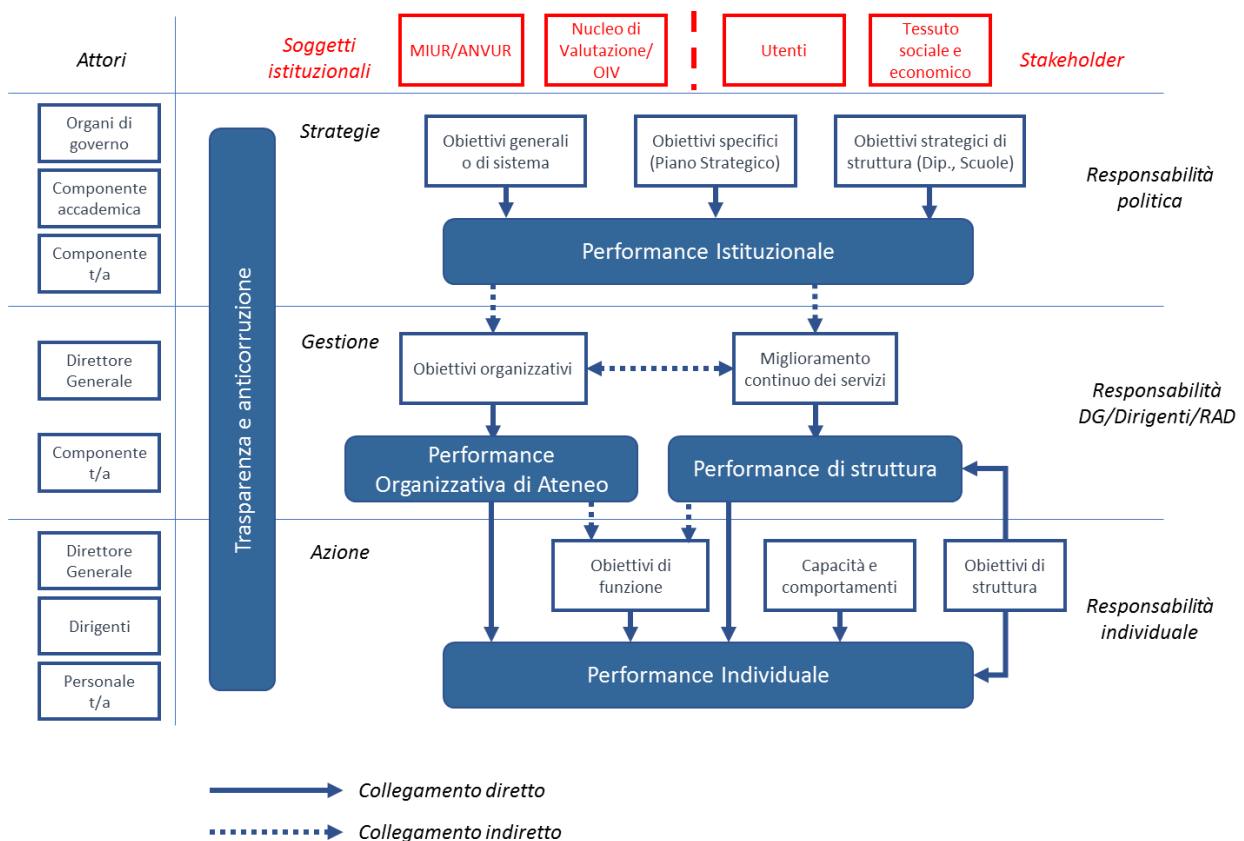 Attori
Soggetti
istituzionali
MIUR/ANVUR
Nucleo di
Valutazione/
OIV
Utenti
Tessuto
sociale e
economico
Stakeholder
Organi di
governo
Componente
accademica
Componente
t/a
Trasparenza e anticorruzione
Strategie
Obiettivi generali
o di sistema
Obiettivi specifici
(Piano Strategico)
Obiettivi strategici di
struttura (Dip., Scuole)
Responsabilità
politica
Performance Istituzionale
Direttore
Generale
Componente
t/a
Gestione
Obiettivi organizzativi
Miglioramento
continuo dei servizi
Responsabilità
DG/Dirigenti/RAD
Performance
Organizzativa di Ateneo
Performance di struttura
Direttore
Generale
Dirigenti
Personale
t/a
Azione
Obiettivi di
funzione
Capacità e
comportamenti
Obiettivi di
struttura
Responsabilità
individuale
Performance Individuale
Collegamento diretto
Collegamento indiretto